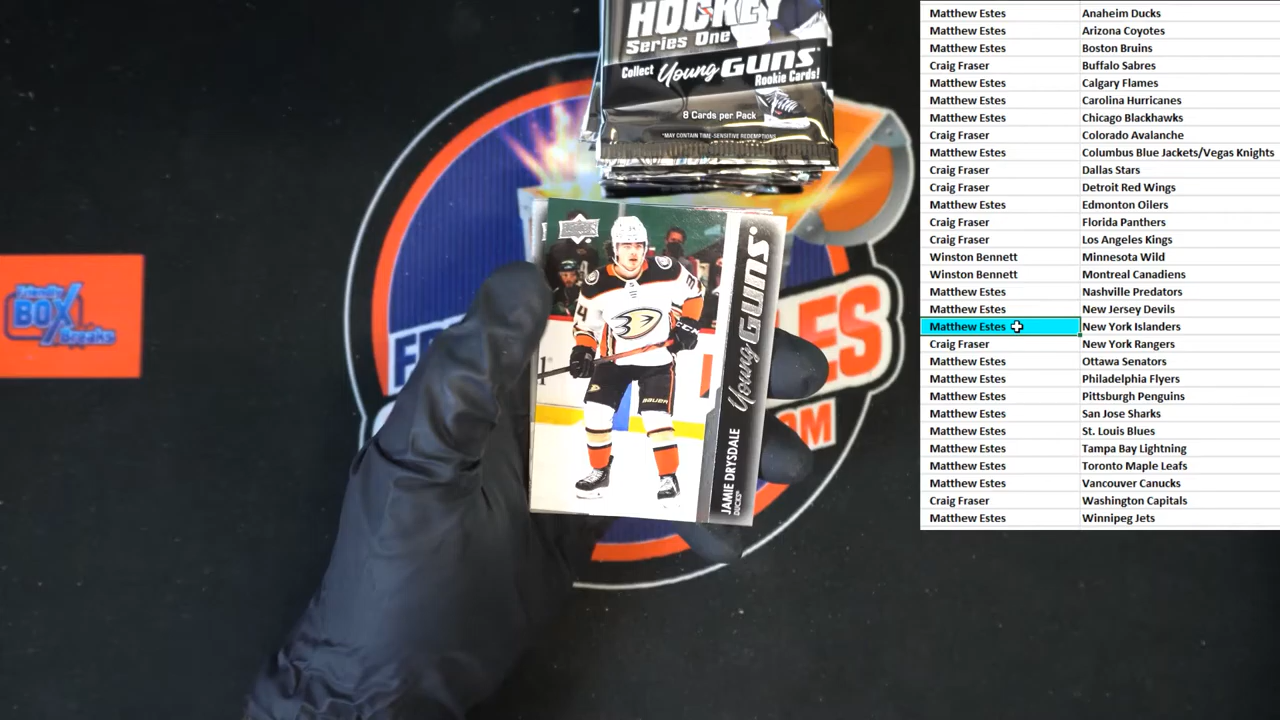 HOCKEY
Series One
Collect Young GUNS
Rookie Cards!
8 Cards per Pack
*MAY CONTAIN TIME-SENSITIVE REDEMPTIONS
Young GUNS
JAMIE DRYSDALE
DUCKS
CCM
BAUER
BOX
Breaks
ES
OM
Matthew Estes Anaheim Ducks
Matthew Estes Arizona Coyotes
Matthew Estes Boston Bruins
Craig Fraser Buffalo Sabres
Matthew Estes Calgary Flames
Matthew Estes Carolina Hurricanes
Matthew Estes Chicago Blackhawks
Craig Fraser Colorado Avalanche
Matthew Estes Columbus Blue Jackets/Vegas Knights
Craig Fraser Dallas Stars
Craig Fraser Detroit Red Wings
Matthew Estes Edmonton Oilers
Craig Fraser Florida Panthers
Craig Fraser Los Angeles Kings
Winston Bennett Minnesota Wild
Winston Bennett Montreal Canadiens
Matthew Estes Nashville Predators
Matthew Estes New Jersey Devils
Matthew Estes New York Islanders
Craig Fraser New York Rangers
Matthew Estes Ottawa Senators
Matthew Estes Philadelphia Flyers
Matthew Estes Pittsburgh Penguins
Matthew Estes San Jose Sharks
Matthew Estes St. Louis Blues
Matthew Estes Tampa Bay Lightning
Matthew Estes Toronto Maple Leafs
Matthew Estes Vancouver Canucks
Craig Fraser Washington Capitals
Matthew Estes Winnipeg Jets